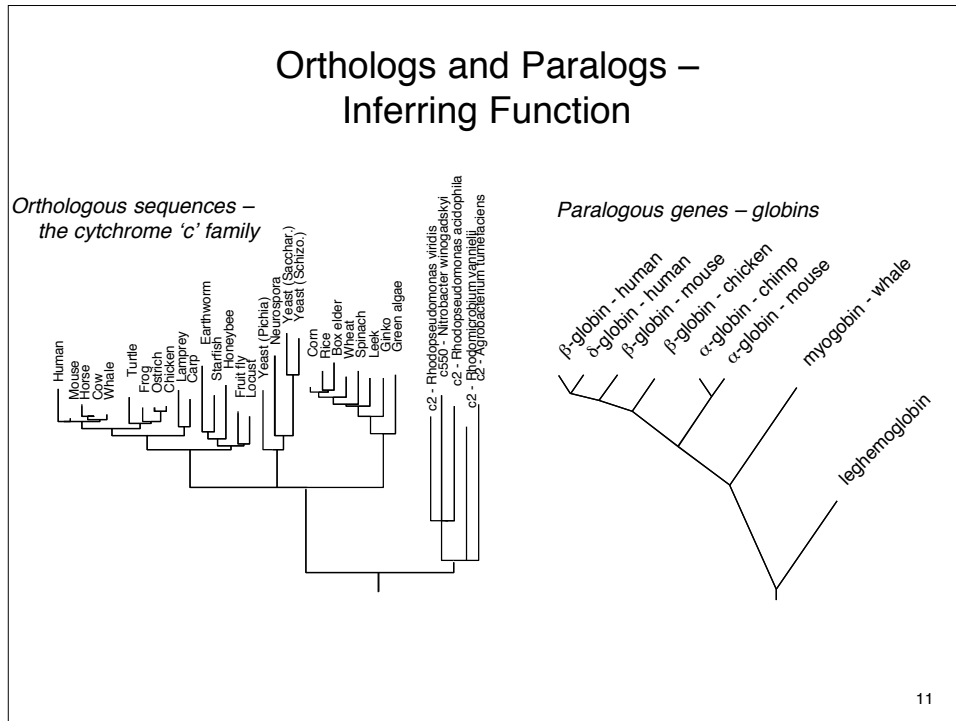 Orthologs and Paralogs –
Inferring Function
Orthologous sequences –
the cytchrome ‘c’ family
Human
Mouse
Horse
Cow
Whale
Turtle
Frog
Ostrich
Chicken
Lamprey
Carp
Earthworm
Starfish
Honeybee
Fruit fly
Locust
Yeast (Pichia)
Neurospora
Yeast (Sacchar.)
Yeast (Schizo.)
Corn
Rice
Box elder
Wheat
Spinach
Leek
Ginko
Green algae
c2 - Rhodopseudomonas viridis
c550 - Nitrobacter winogadskyi
c2 - Rhodopseudomonas acidophila
c2 - Rhodomicrobium vannielii
c2 - Agrobacterium tumefaciens
Paralogous genes – globins
β-globin - human
δ-globin - human
β-globin - mouse
β-globin - chicken
α-globin - chimp
α-globin - mouse
myogobin - whale
leghemoglobin
11